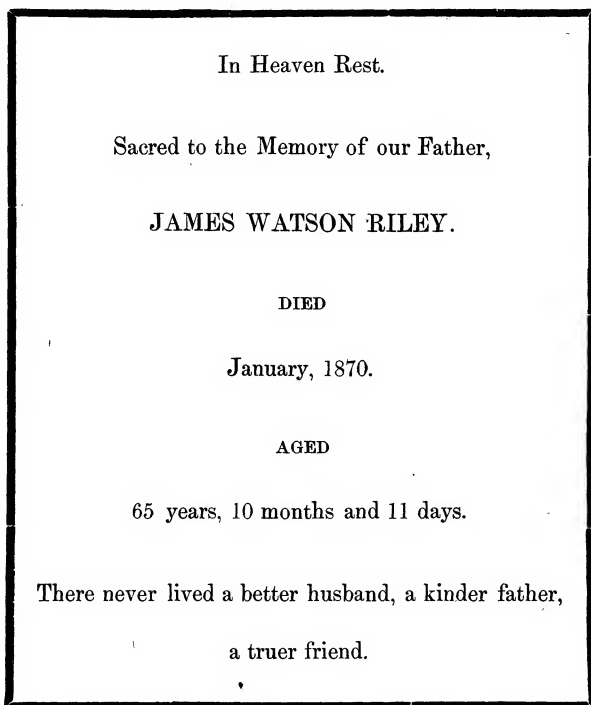 In Heaven Rest.
Sacred to the Memory of our Father,
JAMES WATSON RILEY.
DIED
January, 1870.
AGED
65 years, 10 months and 11 days.
There never lived a better husband, a kinder father,
a truer friend.